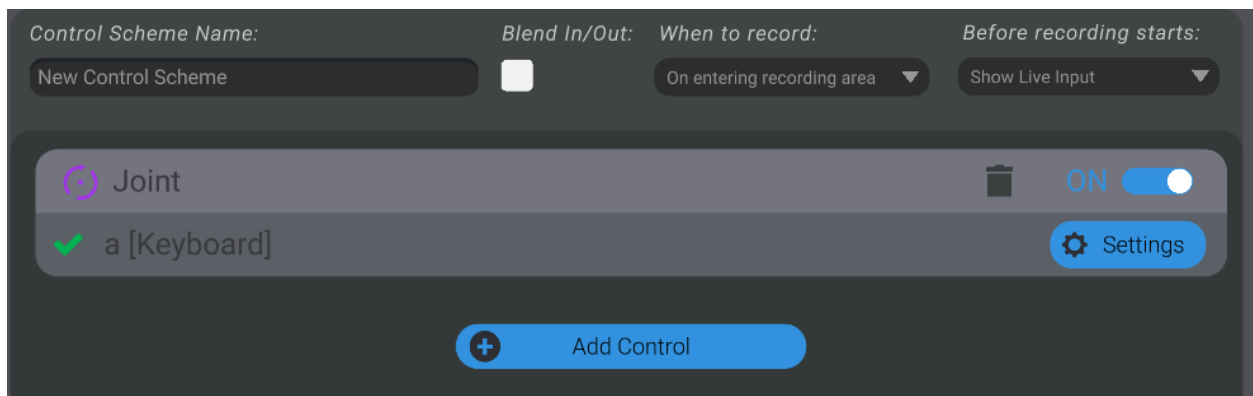 Control Scheme Name: Blend In/Out: When to record: Before recording starts:
New Control Scheme On entering recording area Show Live Input
Joint ON
a [Keyboard] Settings
Add Control